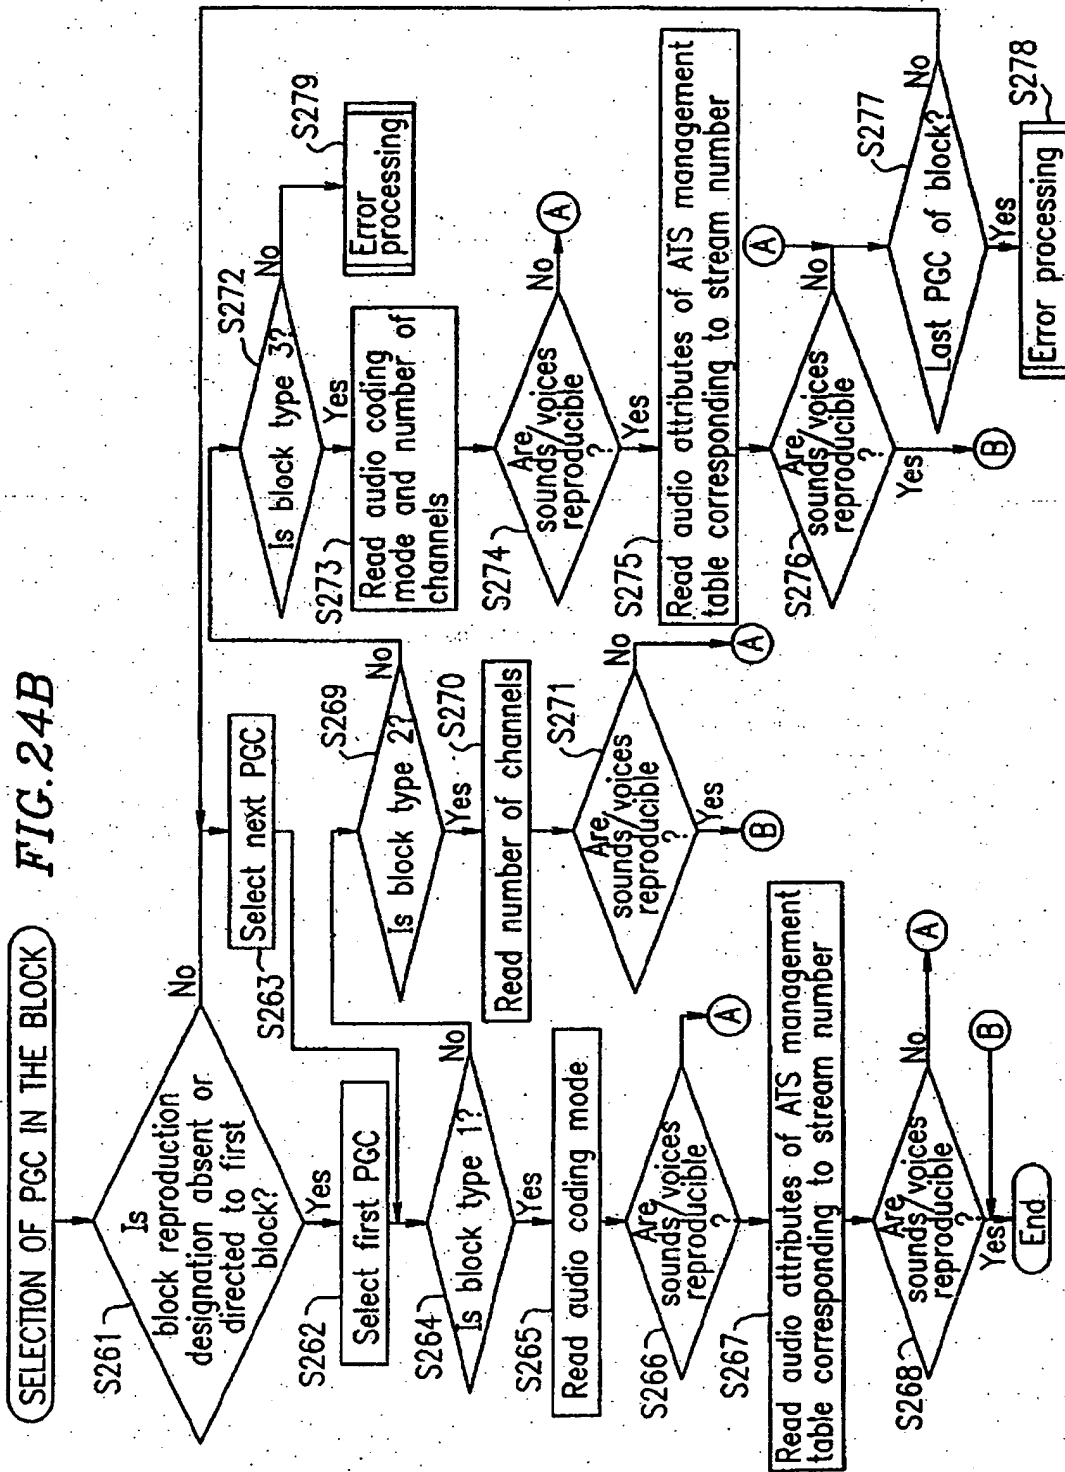 FIG.24B
SELECTION OF PGC IN THE BLOCK
S261
Is
block reproduction
designation absent or
directed to first
block?
No
Yes
S262
Select first PGC
S263
Select next PGC
S264
Is block type 1?
No
Yes
S265
Read audio coding mode
S266
Are
sounds/voices
reproducible
?
A
S267
Read audio attributes of ATS management
table corresponding to stream number
S268
Are
sounds/voices
reproducible
?
No
A
Yes
B
End
S269
Is block type 2?
No
Yes
S270
Read number of channels
S271
Are
sounds/voices
reproducible
?
No
A
Yes
B
S272
Is block type 3?
No
S279
Error
processing
Yes
S273
Read audio coding
mode and number of
channels
S274
Are
sounds/voices
reproducible
?
No
A
Yes
S275
Read audio attributes of ATS management
table corresponding to stream number
S276
Are
sounds/voices
reproducible
?
No
A
Yes
B
S277
Last PGC of block?
No
Yes
S278
Error processing